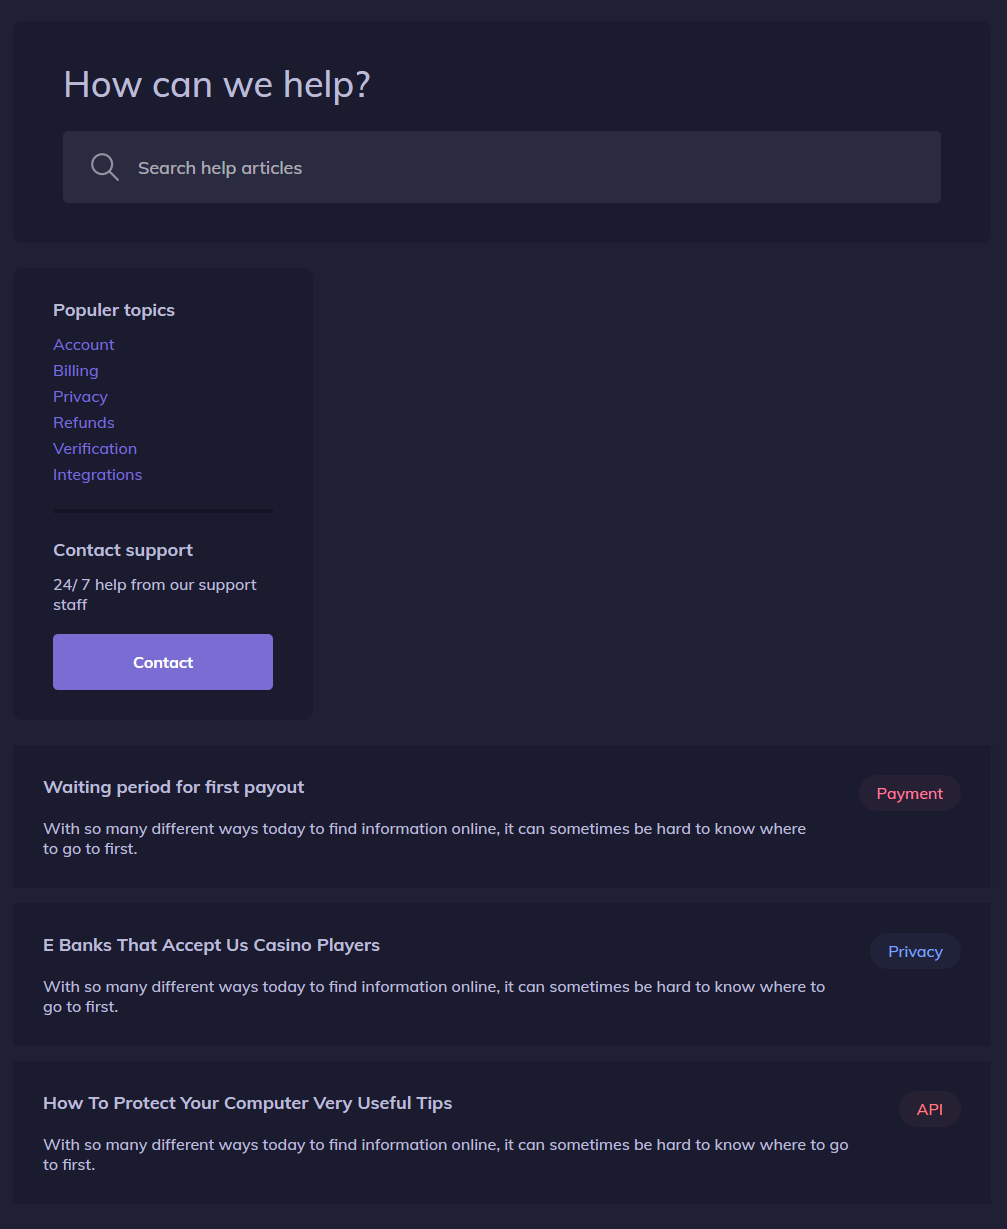 How can we help?
Search help articles
Populer topics
Account
Billing
Privacy
Refunds
Verification
Integrations
Contact support
24/ 7 help from our support
staff
Contact
Waiting period for first payout
Payment
With so many different ways today to find information online, it can sometimes be hard to know where
to go to first.
E Banks That Accept Us Casino Players
Privacy
With so many different ways today to find information online, it can sometimes be hard to know where to
go to first.
How To Protect Your Computer Very Useful Tips
API
With so many different ways today to find information online, it can sometimes be hard to know where to go
to first.